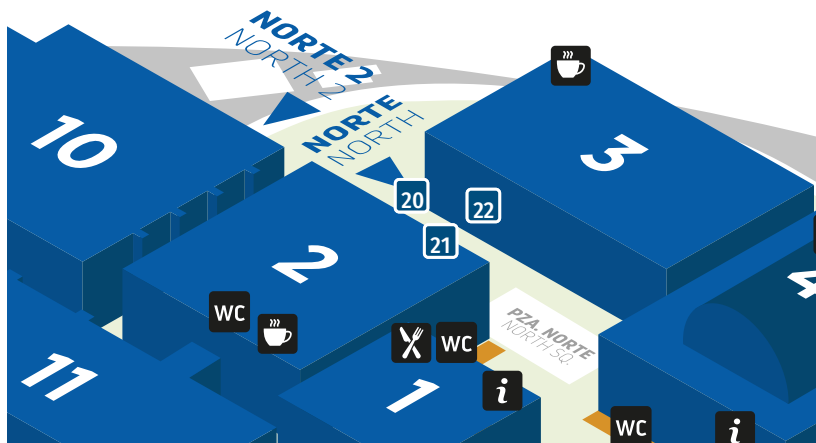 NORTE 2
NORTH 2
NORTE
NORTH
10
3
20
22
21
2
WC
PZA. NORTE
NORTH SQ.
4
WC
11
1
i
WC
i